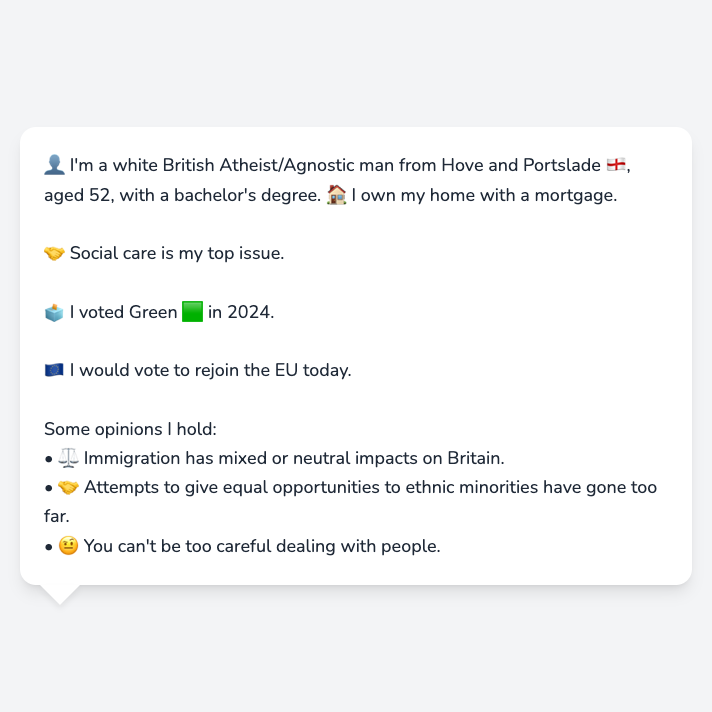 👤 I'm a white British Atheist/Agnostic man from Hove and Portslade 🏴󠁧󠁢󠁥󠁮󠁧󠁿,
aged 52, with a bachelor's degree. 🏠 I own my home with a mortgage.
🤝 Social care is my top issue.
🗳️ I voted Green 🟩 in 2024.
🇪🇺 I would vote to rejoin the EU today.
Some opinions I hold:
• ⚖️ Immigration has mixed or neutral impacts on Britain.
• 🤝 Attempts to give equal opportunities to ethnic minorities have gone too
far.
• 🤨 You can't be too careful dealing with people.